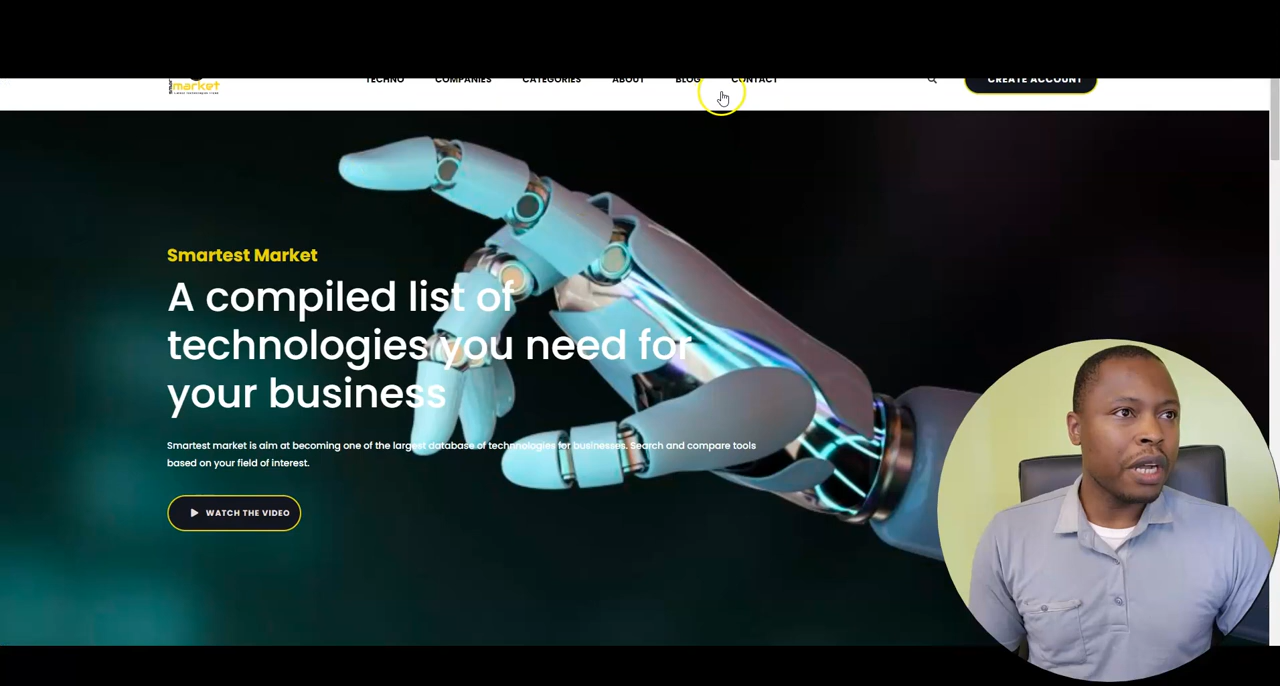 market
TECHNO COMPANIES CATEGORIES ABOUT BLOG CONTACT CREATE ACCOUNT
Smartest Market
A compiled list of
technologies you need for
your business
Smartest market is aim at becoming one of the largest database of technologies for businesses. Search and compare tools
based on your field of interest.
WATCH THE VIDEO